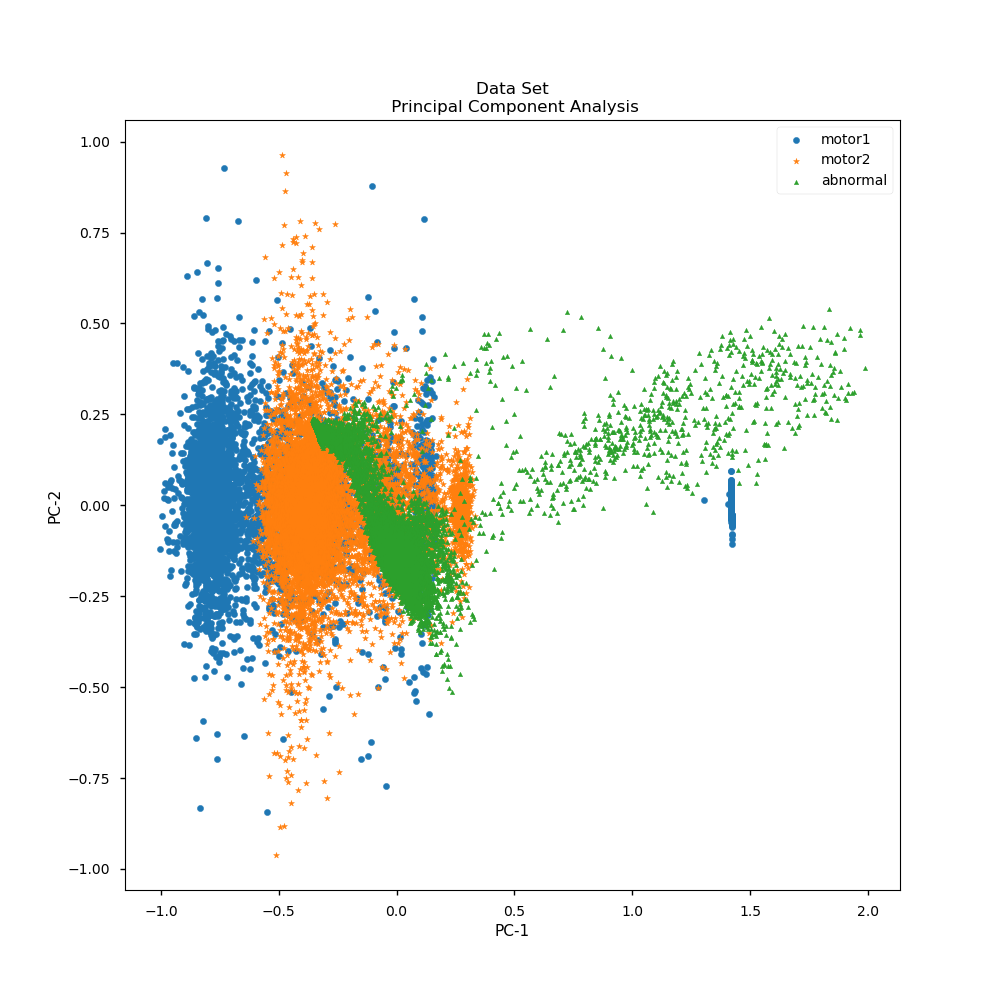 Data Set
Principal Component Analysis
motor1
motor2
abnormal
1.00
0.75
0.50
0.25
0.00
−0.25
−0.50
−0.75
−1.00
PC-2
−1.0 −0.5 0.0 0.5 1.0 1.5 2.0
PC-1